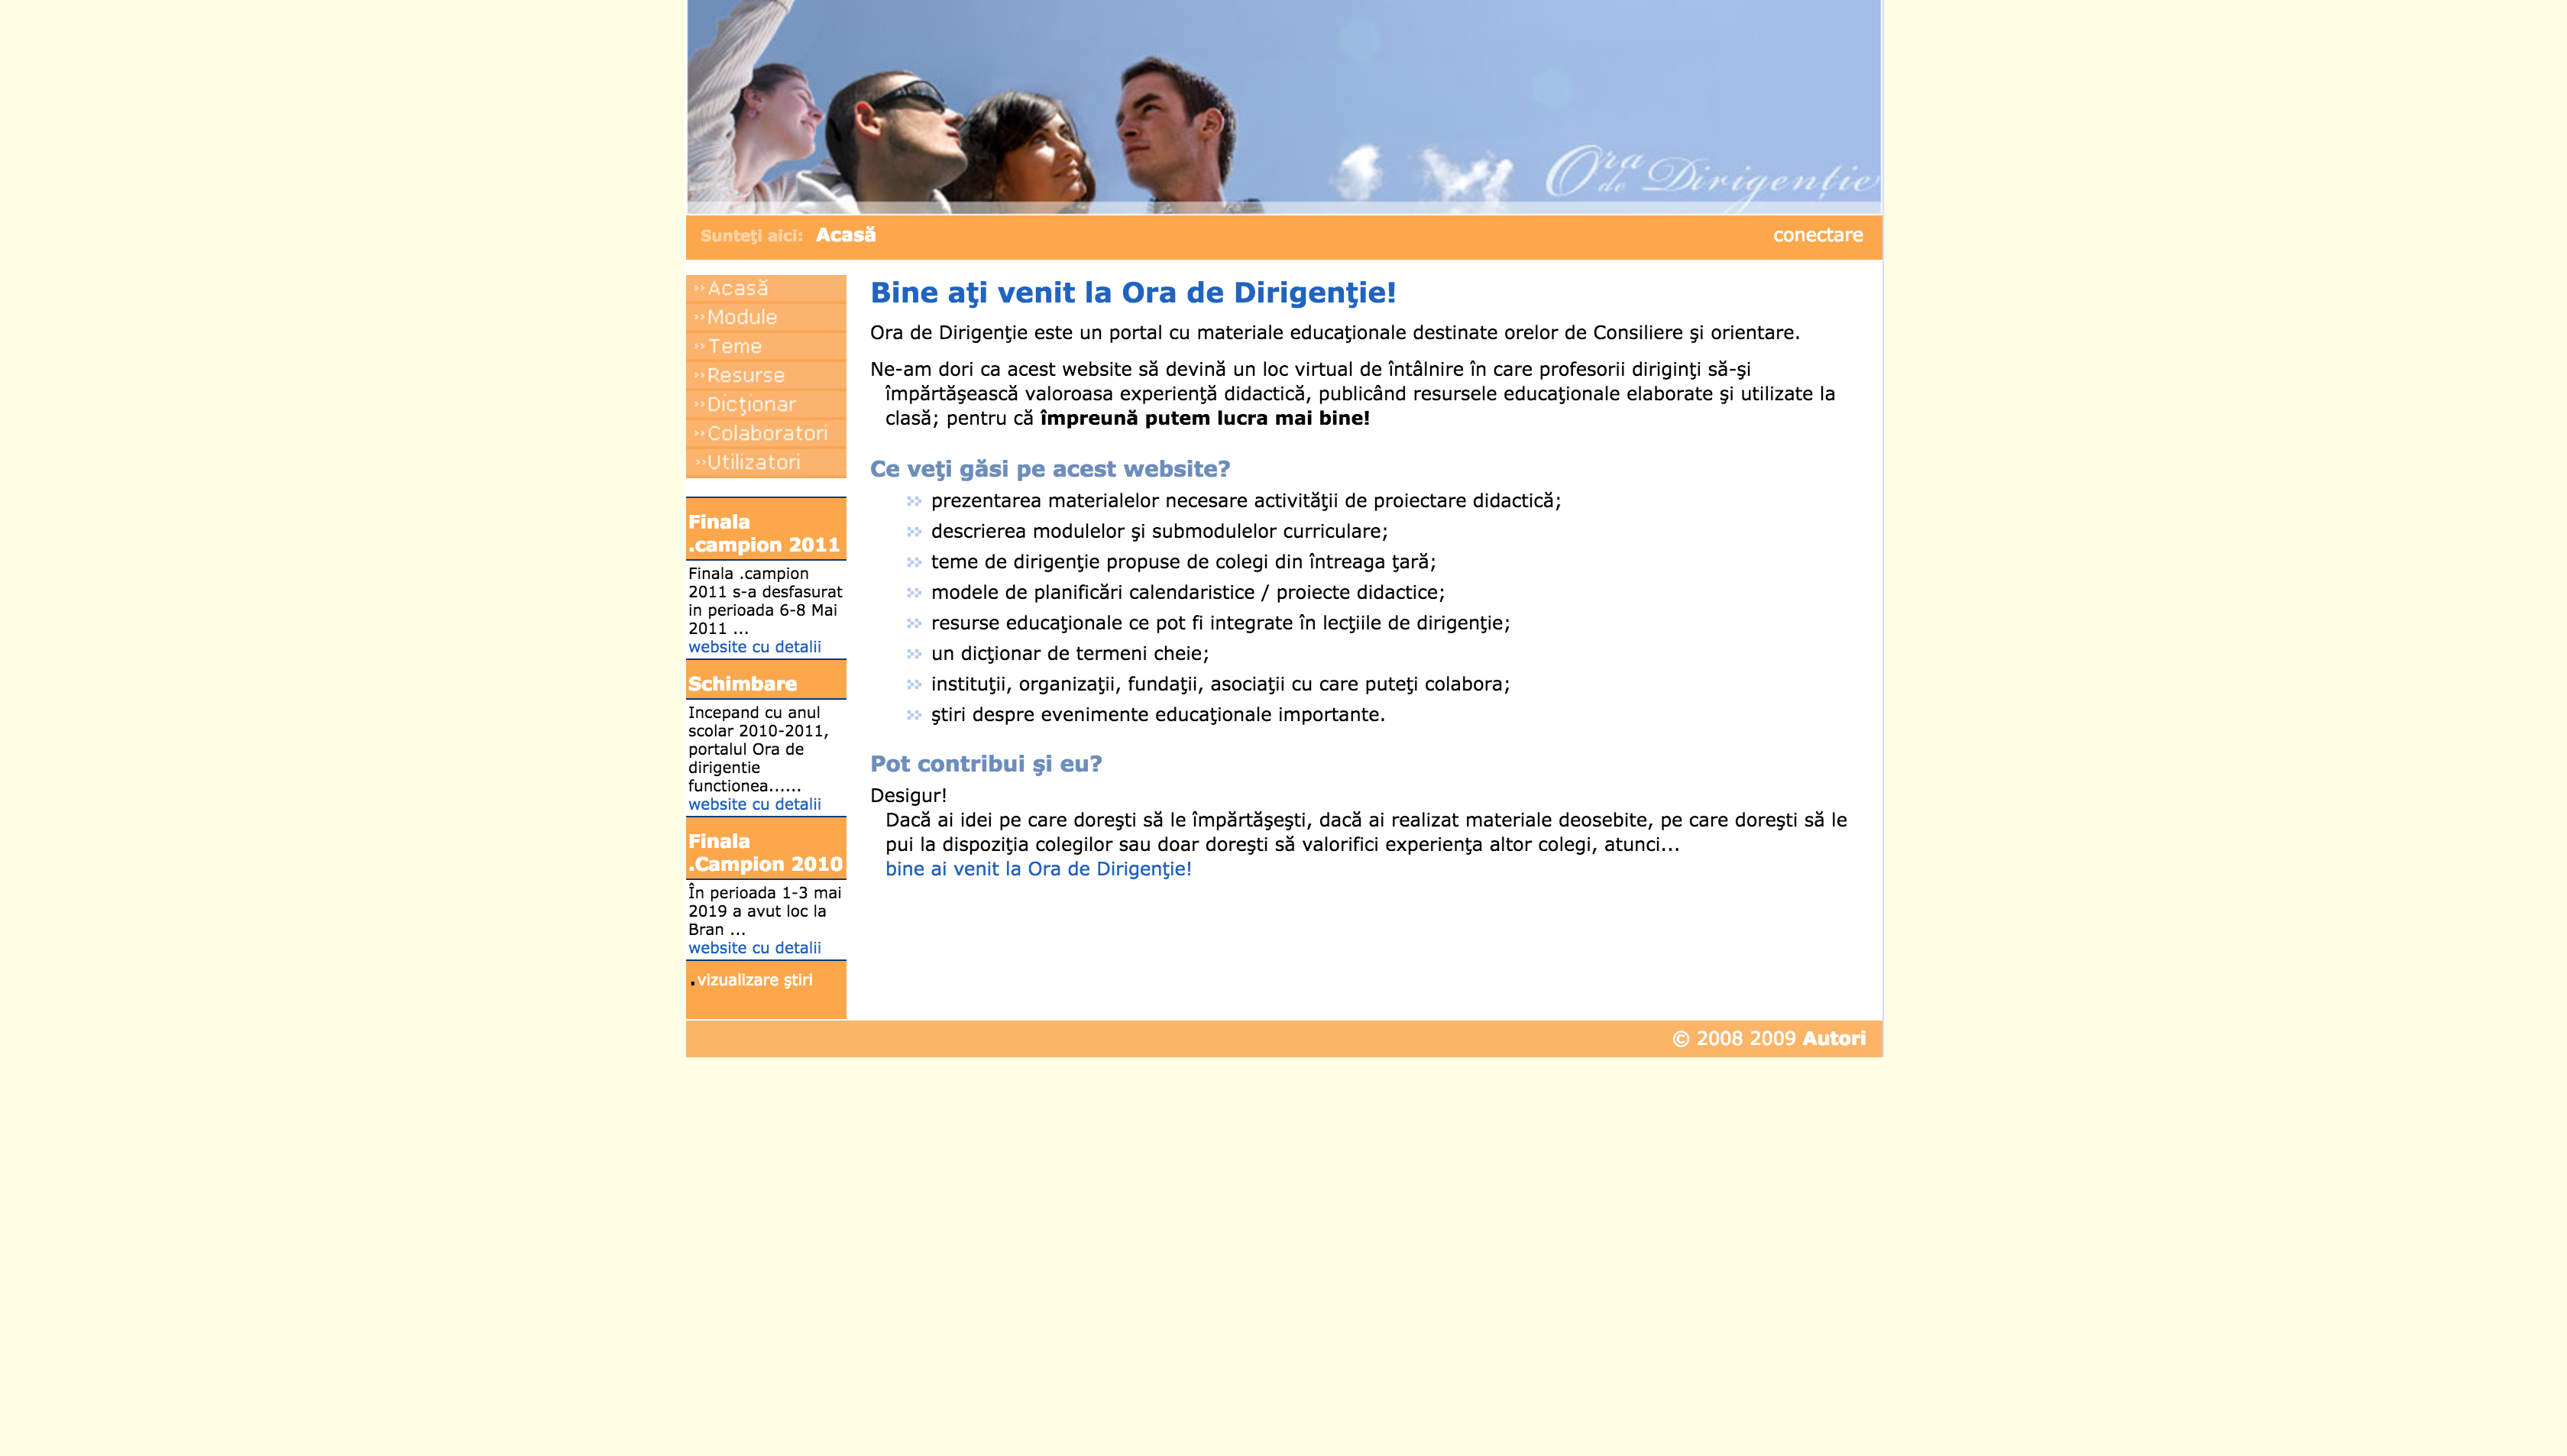 Ora de Dirigenție
Sunteţi aici: Acasă
conectare
››Acasă
››Module
››Teme
››Resurse
››Dicţionar
››Colaboratori
››Utilizatori
Finala
.campion 2011
Finala .campion
2011 s-a desfasurat
in perioada 6-8 Mai
2011 ...
website cu detalii
Schimbare
Incepand cu anul
scolar 2010-2011,
portalul Ora de
dirigentie
functionea......
website cu detalii
Finala
.Campion 2010
În perioada 1-3 mai
2019 a avut loc la
Bran ...
website cu detalii
.vizualizare ştiri
Bine aţi venit la Ora de Dirigenţie!
Ora de Dirigenţie este un portal cu materiale educaţionale destinate orelor de Consiliere şi orientare.
Ne-am dori ca acest website să devină un loc virtual de întâlnire în care profesorii diriginţi să-şi
împărtăşească valoroasa experienţă didactică, publicând resursele educaţionale elaborate şi utilizate la
clasă; pentru că împreună putem lucra mai bine!
Ce veţi găsi pe acest website?
prezentarea materialelor necesare activităţii de proiectare didactică;
descrierea modulelor şi submodulelor curriculare;
teme de dirigenţie propuse de colegi din întreaga ţară;
modele de planificări calendaristice / proiecte didactice;
resurse educaţionale ce pot fi integrate în lecţiile de dirigenţie;
un dicţionar de termeni cheie;
instituţii, organizaţii, fundaţii, asociaţii cu care puteţi colabora;
ştiri despre evenimente educaţionale importante.
Pot contribui şi eu?
Desigur!
Dacă ai idei pe care doreşti să le împărtăşeşti, dacă ai realizat materiale deosebite, pe care doreşti să le
pui la dispoziţia colegilor sau doar doreşti să valorifici experienţa altor colegi, atunci...
bine ai venit la Ora de Dirigenţie!
© 2008 2009 Autori